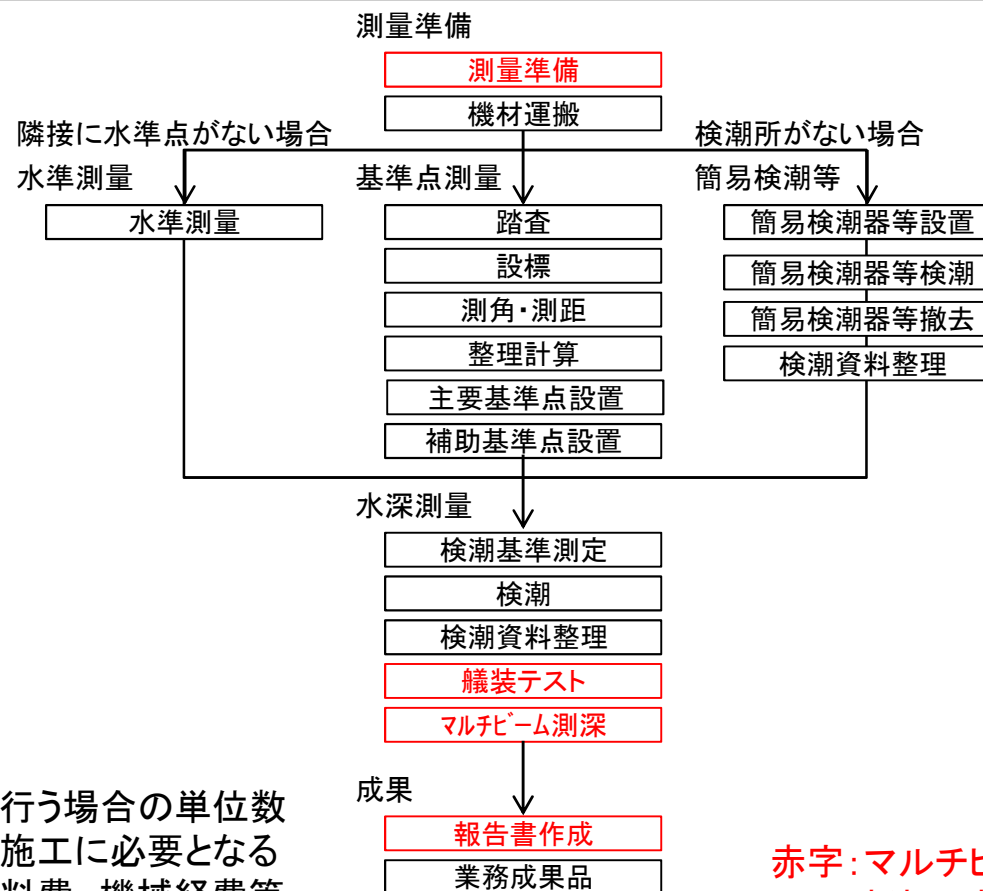 測量準備
測量準備
機材運搬
隣接に水準点がない場合
検潮所がない場合
水準測量
基準点測量
簡易検潮等
水準測量
踏査
簡易検潮器等設置
設標
簡易検潮器等検潮
測角・測距
簡易検潮器等撤去
整理計算
検潮資料整理
主要基準点設置
補助基準点設置
水深測量
検潮基準測定
検潮
検潮資料整理
艤装テスト
ﾏﾙﾁﾋﾞｰﾑ測深
成果
行う場合の単位数
報告書作成
施工に必要となる
赤字：マルチビ
業務成果品
料費、機械経費等